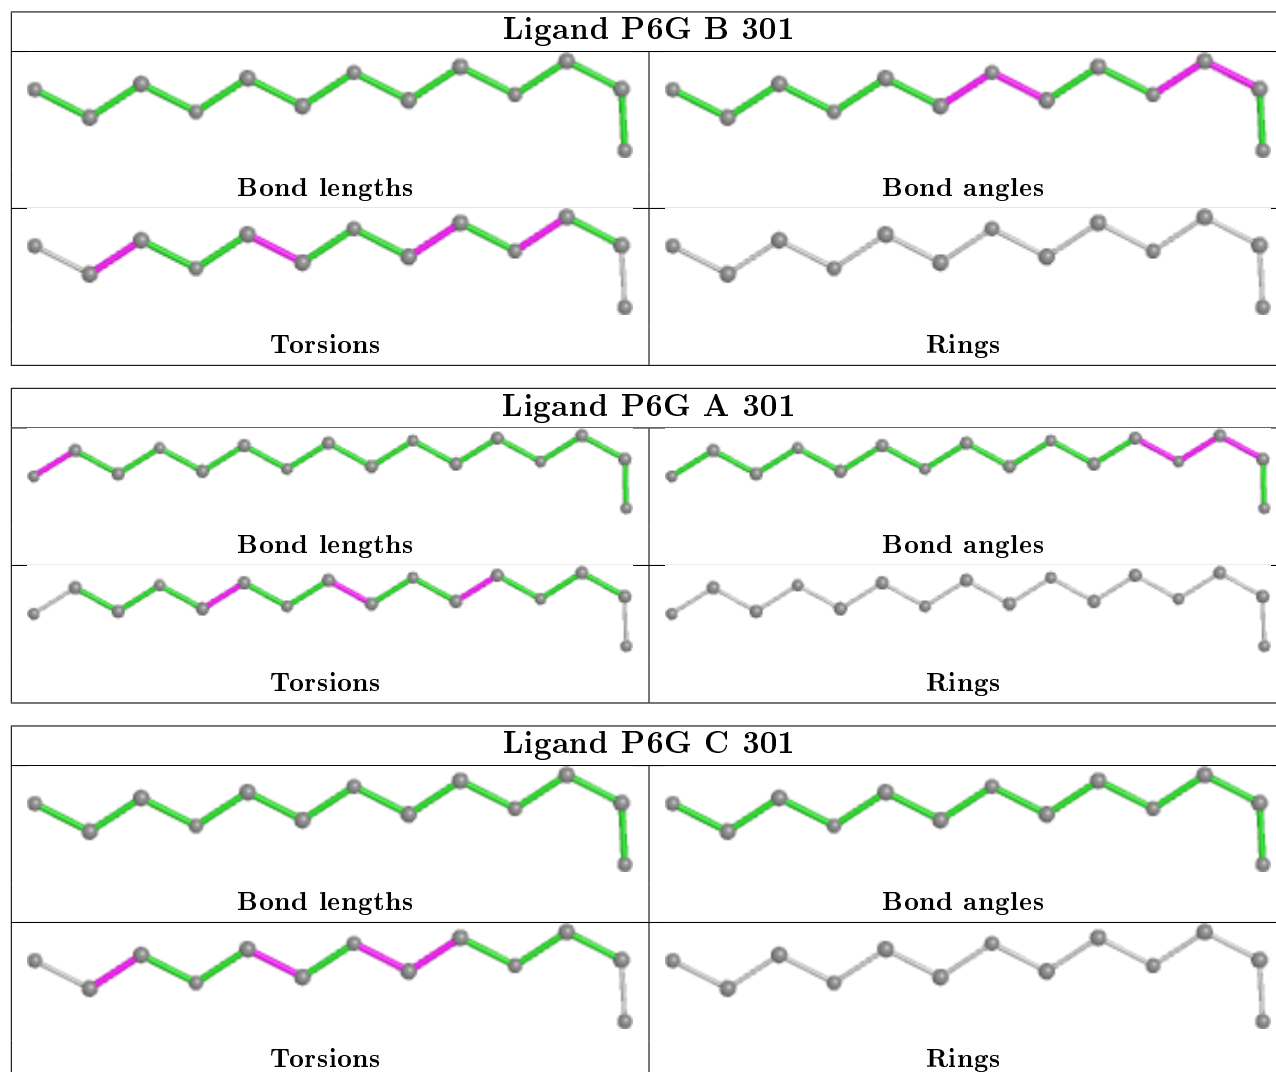 Ligand P6G B 301
Bond lengths
Bond angles
Torsions
Rings
Ligand P6G A 301
Bond lengths
Bond angles
Torsions
Rings
Ligand P6G C 301
Bond lengths
Bond angles
Torsions
Rings